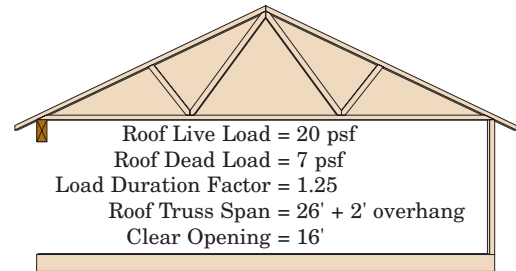 Roof Live Load = 20 psf
Roof Dead Load = 7 psf
Load Duration Factor = 1.25
Roof Truss Span = 26' + 2' overhang
Clear Opening = 16'